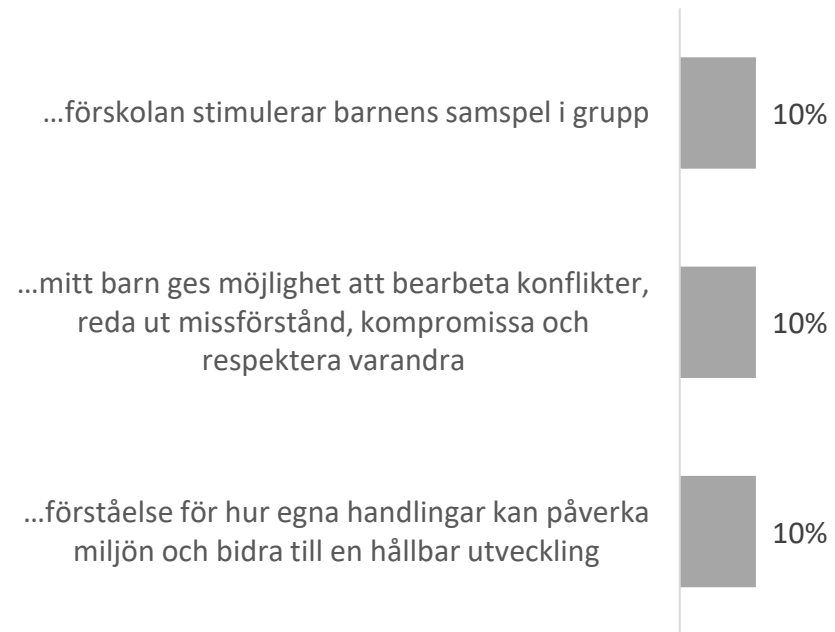 …förskolan stimulerar barnens samspel i grupp
10%
…mitt barn ges möjlighet att bearbeta konflikter,
reda ut missförstånd, kompromissa och
respektera varandra
10%
…förståelse för hur egna handlingar kan påverka
miljön och bidra till en hållbar utveckling
10%